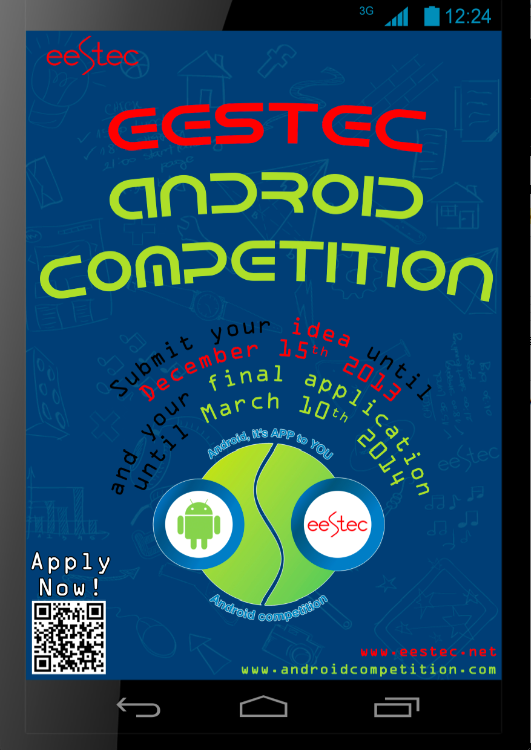 3G 12:24
eestec
EESTEC
ANDROID
COMPETITION
Submit your idea until
December 15th 2013
and your final application
until March 10th 2014
Android, it's APP to YOU
eestec
Android competition
Apply
Now!
www.eestec.net
www.androidcompetition.com